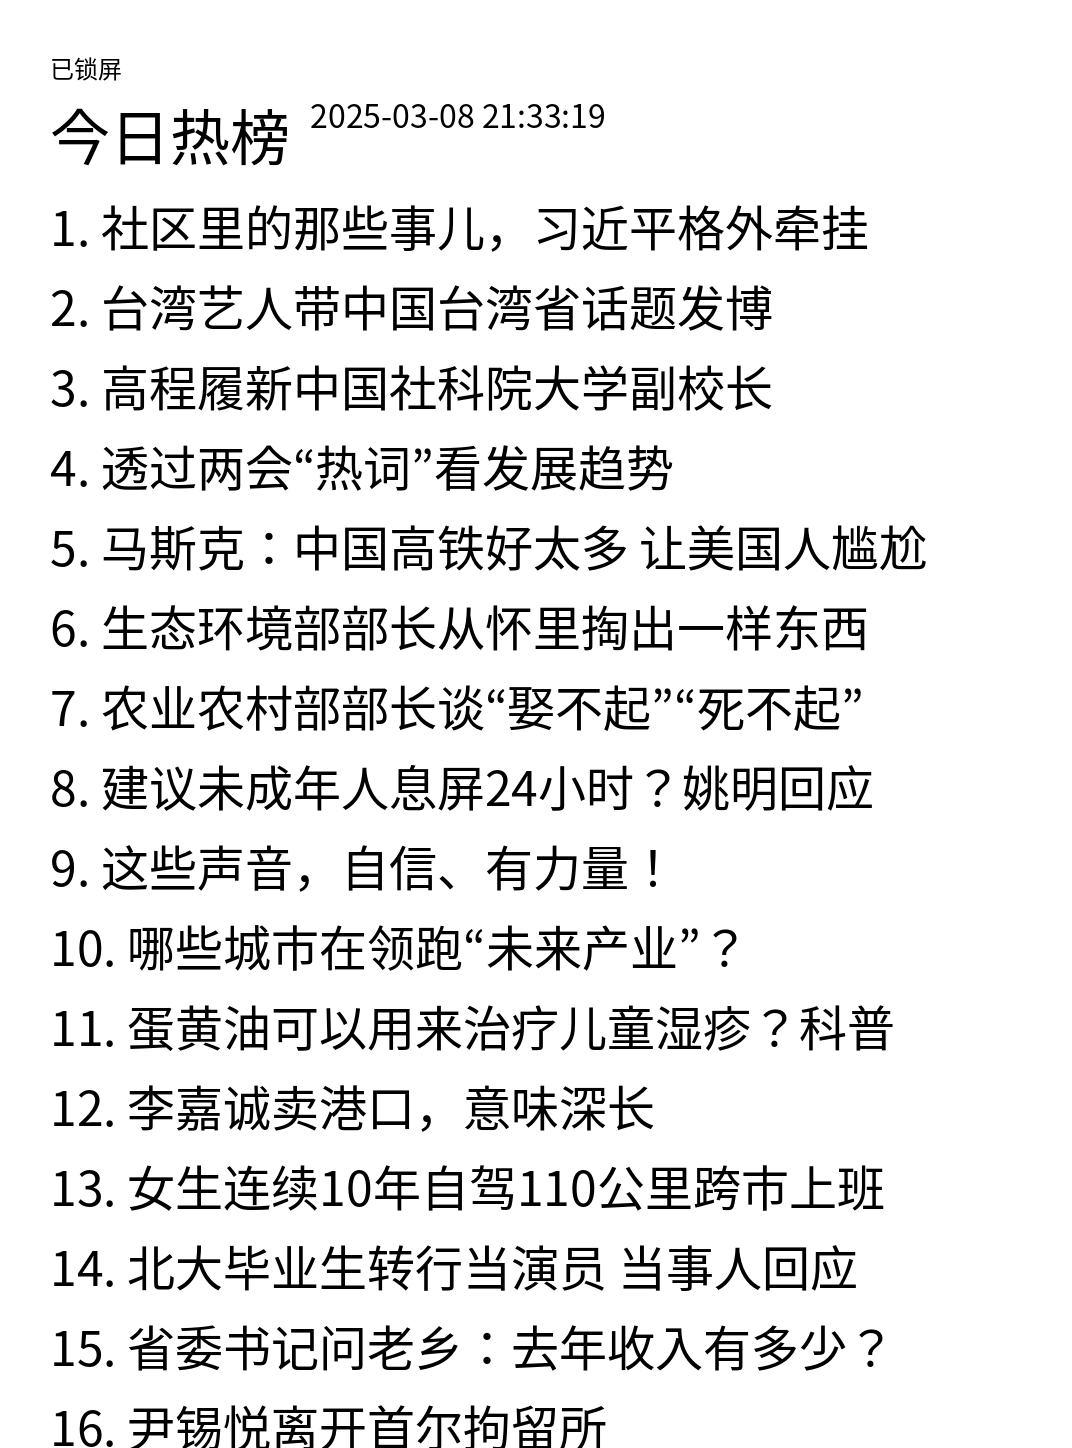 已锁屏
今日热榜 2025-03-08 21:33:19
1. 社区里的那些事儿，习近平格外牵挂
2. 台湾艺人带中国台湾省话题发博
3. 高程履新中国社科院大学副校长
4. 透过两会“热词”看发展趋势
5. 马斯克：中国高铁好太多 让美国人尴尬
6. 生态环境部部长从怀里掏出一样东西
7. 农业农村部部长谈“娶不起”“死不起”
8. 建议未成年人息屏24小时？姚明回应
9. 这些声音，自信、有力量！
10. 哪些城市在领跑“未来产业”？
11. 蛋黄油可以用来治疗儿童湿疹？科普
12. 李嘉诚卖港口，意味深长
13. 女生连续10年自驾110公里跨市上班
14. 北大毕业生转行当演员 当事人回应
15. 省委书记问老乡：去年收入有多少？
16. 尹锡悦离开首尔拘留所